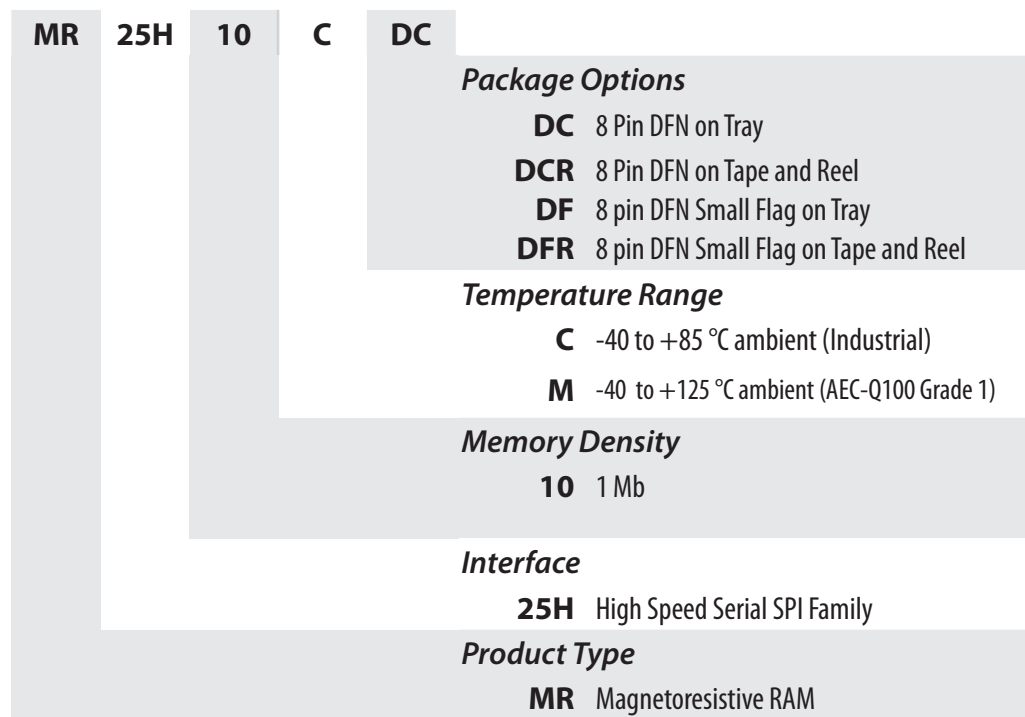 MR 25H 10 C DC
Package Options
DC 8 Pin DFN on Tray
DCR 8 Pin DFN on Tape and Reel
DF 8 pin DFN Small Flag on Tray
DFR 8 pin DFN Small Flag on Tape and Reel
Temperature Range
C -40 to +85 °C ambient (Industrial)
M -40 to +125 °C ambient (AEC-Q100 Grade 1)
Memory Density
10 1 Mb
Interface
25H High Speed Serial SPI Family
Product Type
MR Magnetoresistive RAM